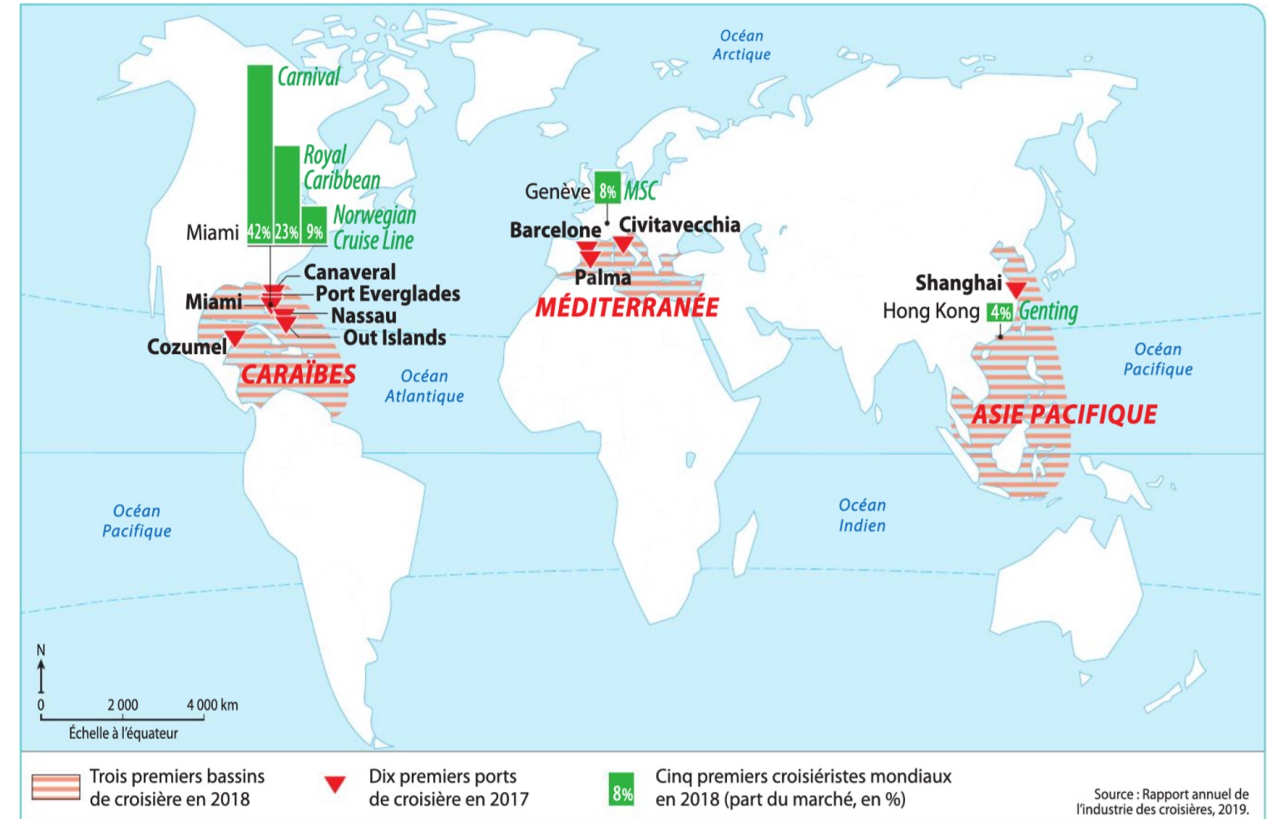 Océan
Arctique
Carnival
Royal
Caribbean
Norwegian
Cruise Line
Miami
42%
23%
9%
Genève
8%
MSC
Barcelone
Civitavecchia
Palma
MÉDITERRANÉE
Canaveral
Port Everglades
Miami
Nassau
Out Islands
Cozumel
CARAÏBES
Océan
Atlantique
Shanghai
Hong Kong
4%
Genting
Océan
Pacifique
ASIE PACIFIQUE
Océan
Pacifique
Océan
Indien
N
0
2 000
4 000 km
Échelle à l'équateur
Trois premiers bassins
de croisière en 2018
Dix premiers ports
de croisière en 2017
8%
Cinq premiers croisiéristes mondiaux
en 2018 (part du marché, en %)
Source : Rapport annuel de
l'industrie des croisières, 2019.